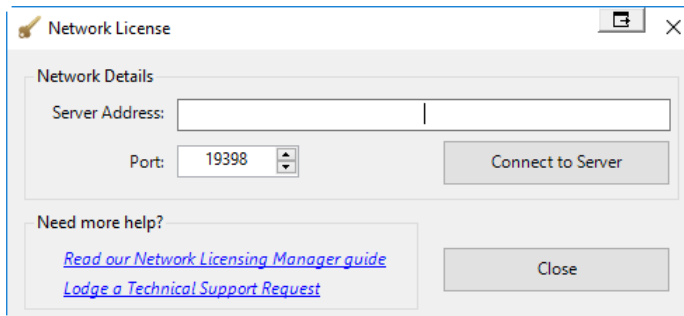 Network License
Network Details
Server Address:
Port: 19398 Connect to Server
Need more help?
Read our Network Licensing Manager guide
Lodge a Technical Support Request
Close